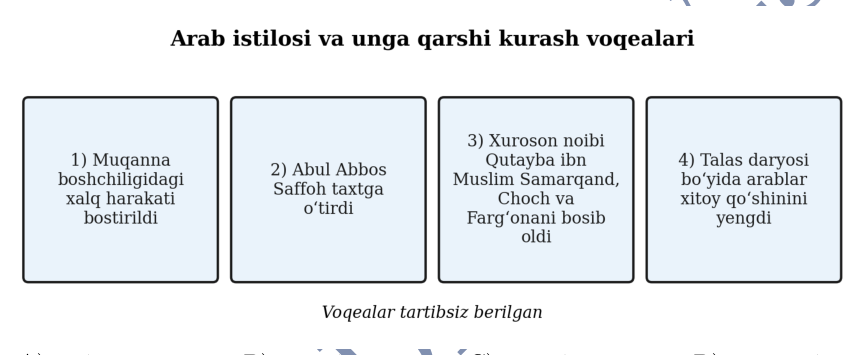 Arab istilosi va unga qarshi kurash voqealari
1) Muqanna
boshchiligidagi
xalq harakati
bostirildi
2) Abul Abbos
Saffoh taxtga
o‘tirdi
3) Xuroson noibi
Qutayba ibn
Muslim Samarqand,
Choch va
Farg‘onani bosib
oldi
4) Talas daryosi
bo‘yida arablar
xitoy qo‘shinini
yengdi
Voqealar tartibsiz berilgan